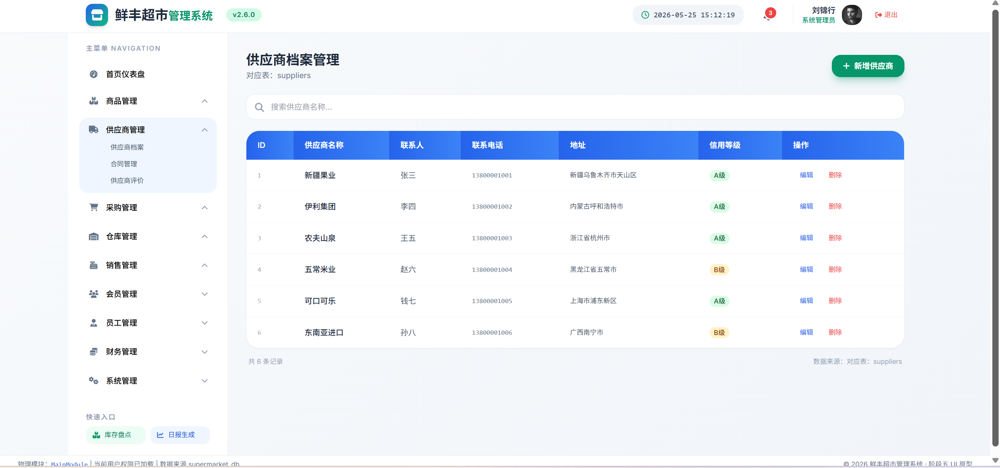 鲜丰超市管理系统 v2.6.0 2026-05-25 15:12:19 3 刘锦行 退出
系统管理员
主菜单 NAVIGATION
首页仪表盘
商品管理
供应商管理
供应商档案
合同管理
供应商评价
采购管理
仓库管理
销售管理
会员管理
员工管理
财务管理
系统管理
快速入口
库存盘点 日报生成
供应商档案管理
对应表：suppliers
新增供应商
搜索供应商名称...
ID 供应商名称 联系人 联系电话 地址 信用等级 操作
1 新疆果业 张三 13800001001 新疆乌鲁木齐市天山区 A级 编辑 删除
2 伊利集团 李四 13800001002 内蒙古呼和浩特市 A级 编辑 删除
3 农夫山泉 王五 13800001003 浙江省杭州市 A级 编辑 删除
4 五常米业 赵六 13800001004 黑龙江省五常市 B级 编辑 删除
5 可口可乐 钱七 13800001005 上海市浦东新区 A级 编辑 删除
6 东南亚进口 孙八 13800001006 广西南宁市 B级 编辑 删除
共 6 条记录 数据来源：对应表：suppliers
物理模块：MainModule | 当前用户权限已加载 | 数据来源 supermarket_db © 2026 鲜丰超市管理系统 · 阶段五 UI 原型